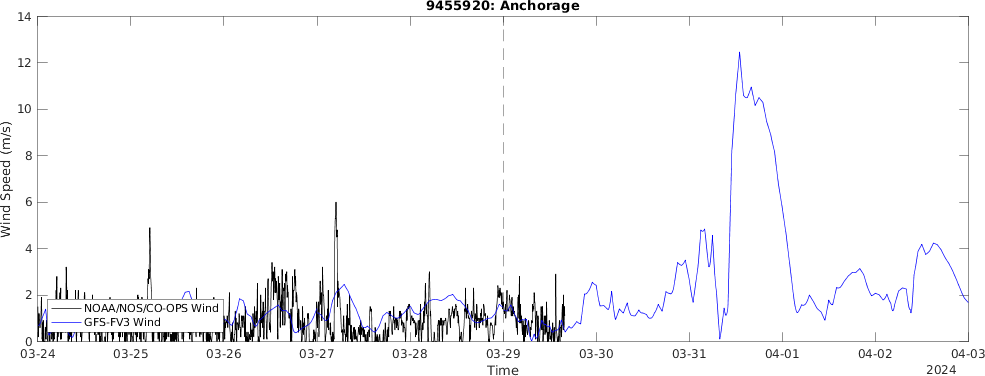 9455920: Anchorage
14
12
10
8
6
4
2
0
Wind Speed (m/s)
NOAA/NOS/CO-OPS Wind
GFS-FV3 Wind
03-24 03-25 03-26 03-27 03-28 03-29 03-30 03-31 04-01 04-02 04-03
Time
2024